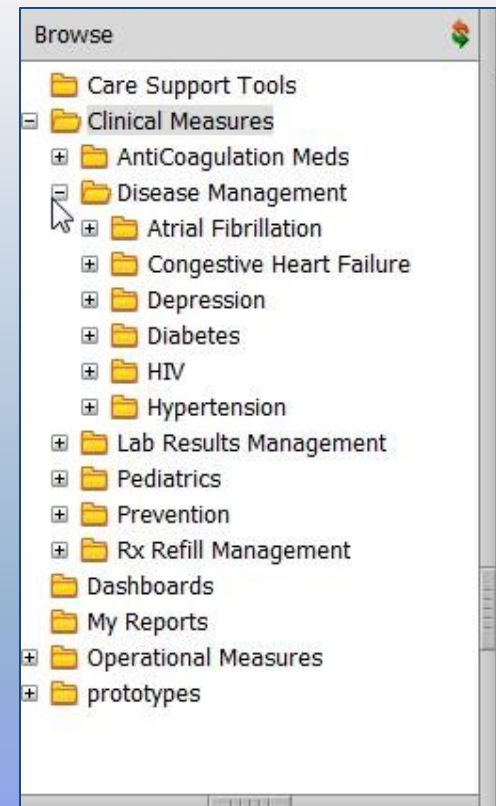 Browse
Care Support Tools
Clinical Measures
AntiCoagulation Meds
Disease Management
Atrial Fibrillation
Congestive Heart Failure
Depression
Diabetes
HIV
Hypertension
Lab Results Management
Pediatrics
Prevention
Rx Refill Management
Dashboards
My Reports
Operational Measures
prototypes